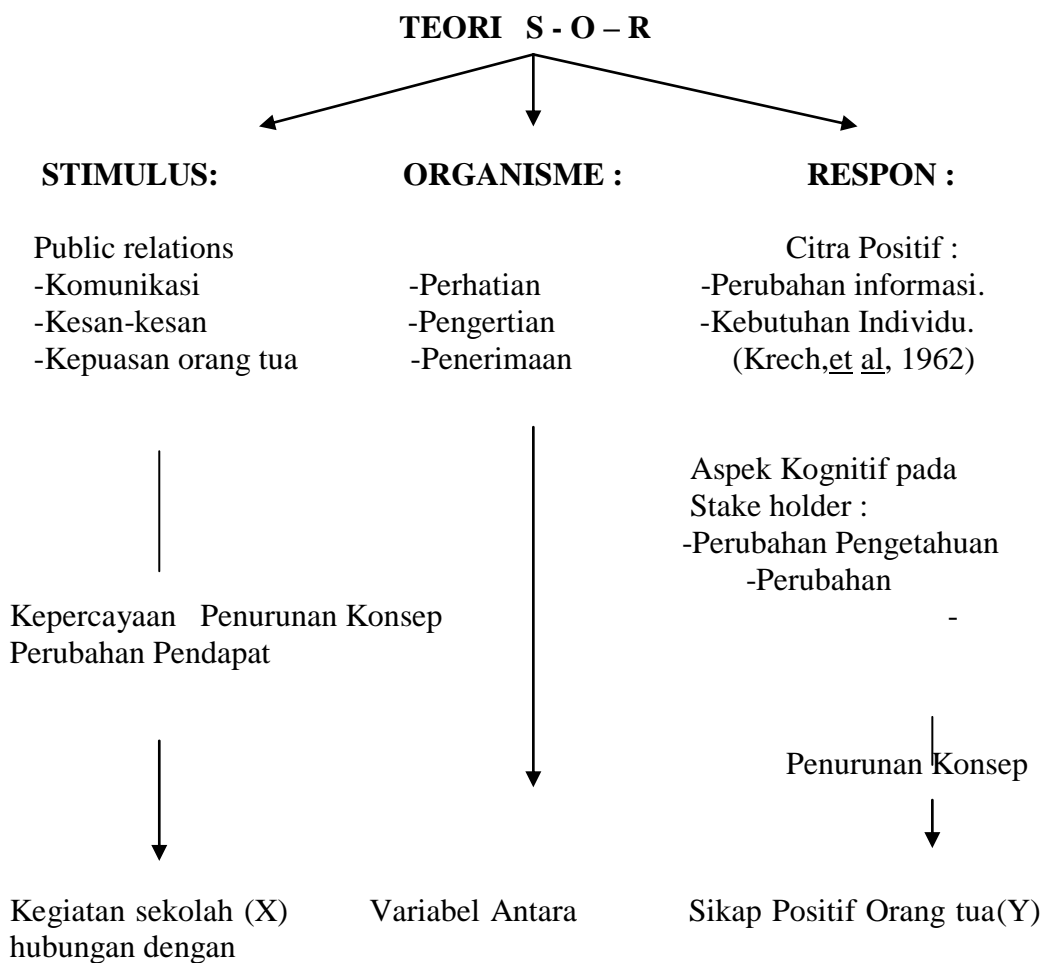 TEORI S - O – R
STIMULUS: ORGANISME : RESPON :
Public relations Citra Positif :
-Komunikasi -Perhatian -Perubahan informasi.
-Kesan-kesan -Pengertian -Kebutuhan Individu.
-Kepuasan orang tua -Penerimaan (Krech,et al, 1962)
Aspek Kognitif pada
Stake holder :
-Perubahan Pengetahuan
-Perubahan
Kepercayaan Penurunan Konsep -
Perubahan Pendapat
Penurunan Konsep
Kegiatan sekolah (X) Variabel Antara Sikap Positif Orang tua(Y)
hubungan dengan